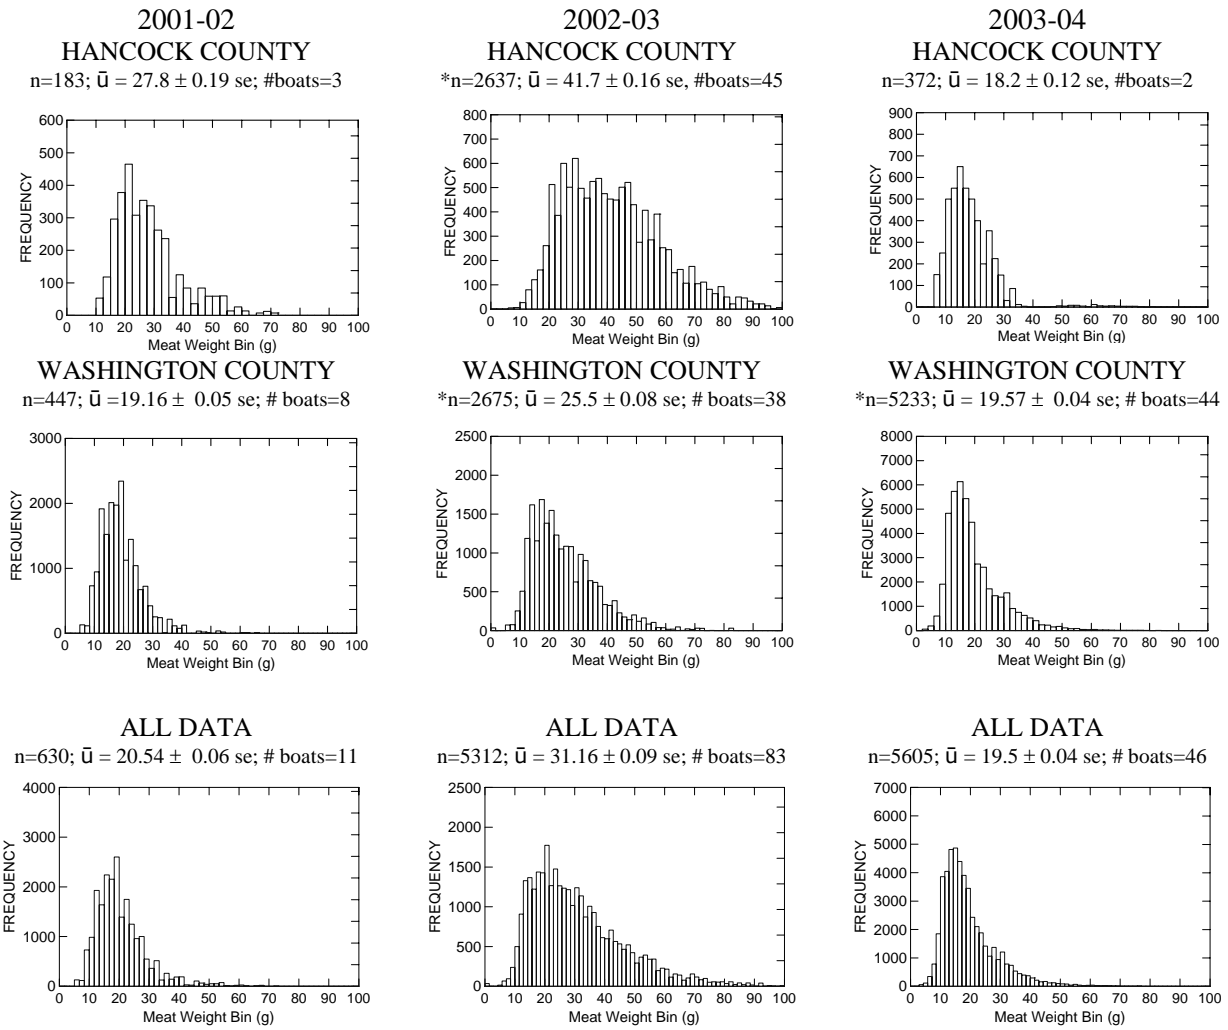 2001-02
HANCOCK COUNTY
n=183; ū = 27.8 ± 0.19 se; #boats=3
600
500
400
300
200
100
0
FREQUENCY
0 10 20 30 40 50 60 70 80 90 100
Meat Weight Bin (g)
2002-03
HANCOCK COUNTY
*n=2637; ū = 41.7 ± 0.16 se, #boats=45
800
700
600
500
400
300
200
100
0
FREQUENCY
0 10 20 30 40 50 60 70 80 90 100
Meat Weight Bin (g)
2003-04
HANCOCK COUNTY
n=372; ū = 18.2 ± 0.12 se, #boats=2
900
800
700
600
500
400
300
200
100
0
FREQUENCY
0 10 20 30 40 50 60 70 80 90 100
Meat Weight Bin (g)
WASHINGTON COUNTY
n=447; ū =19.16 ± 0.05 se; # boats=8
3000
2000
1000
0
FREQUENCY
0 10 20 30 40 50 60 70 80 90 100
Meat Weight Bin (g)
WASHINGTON COUNTY
*n=2675; ū = 25.5 ± 0.08 se; # boats=38
2500
2000
1500
1000
500
0
FREQUENCY
0 10 20 30 40 50 60 70 80 90 100
Meat Weight Bin (g)
WASHINGTON COUNTY
*n=5233; ū = 19.57 ± 0.04 se; # boats=44
8000
7000
6000
5000
4000
3000
2000
1000
0
FREQUENCY
0 10 20 30 40 50 60 70 80 90 100
Meat Weight Bin (g)
ALL DATA
n=630; ū = 20.54 ± 0.06 se; # boats=11
4000
3000
2000
1000
0
FREQUENCY
0 10 20 30 40 50 60 70 80 90 100
Meat Weight Bin (g)
ALL DATA
n=5312; ū = 31.16 ± 0.09 se; # boats=83
2500
2000
1500
1000
500
0
FREQUENCY
0 10 20 30 40 50 60 70 80 90 100
Meat Weight Bin (g)
ALL DATA
n=5605; ū = 19.5 ± 0.04 se; # boats=46
7000
6000
5000
4000
3000
2000
1000
0
FREQUENCY
0 10 20 30 40 50 60 70 80 90 100
Meat Weight Bin (g)